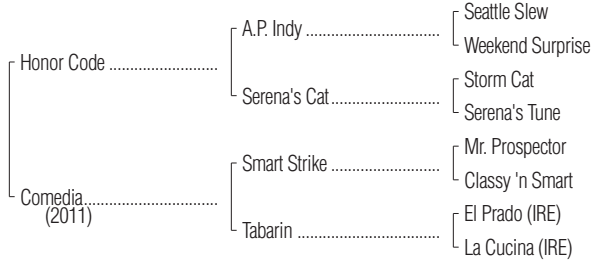 Seattle Slew
A.P. Indy ..........................
Weekend Surprise
Honor Code ..........................
Storm Cat
Serena's Cat..........................
Serena's Tune
Mr. Prospector
Smart Strike ..........................
Classy 'n Smart
Comedia................................
(2011)
El Prado (IRE)
Tabarin ..................................
La Cucina (IRE)